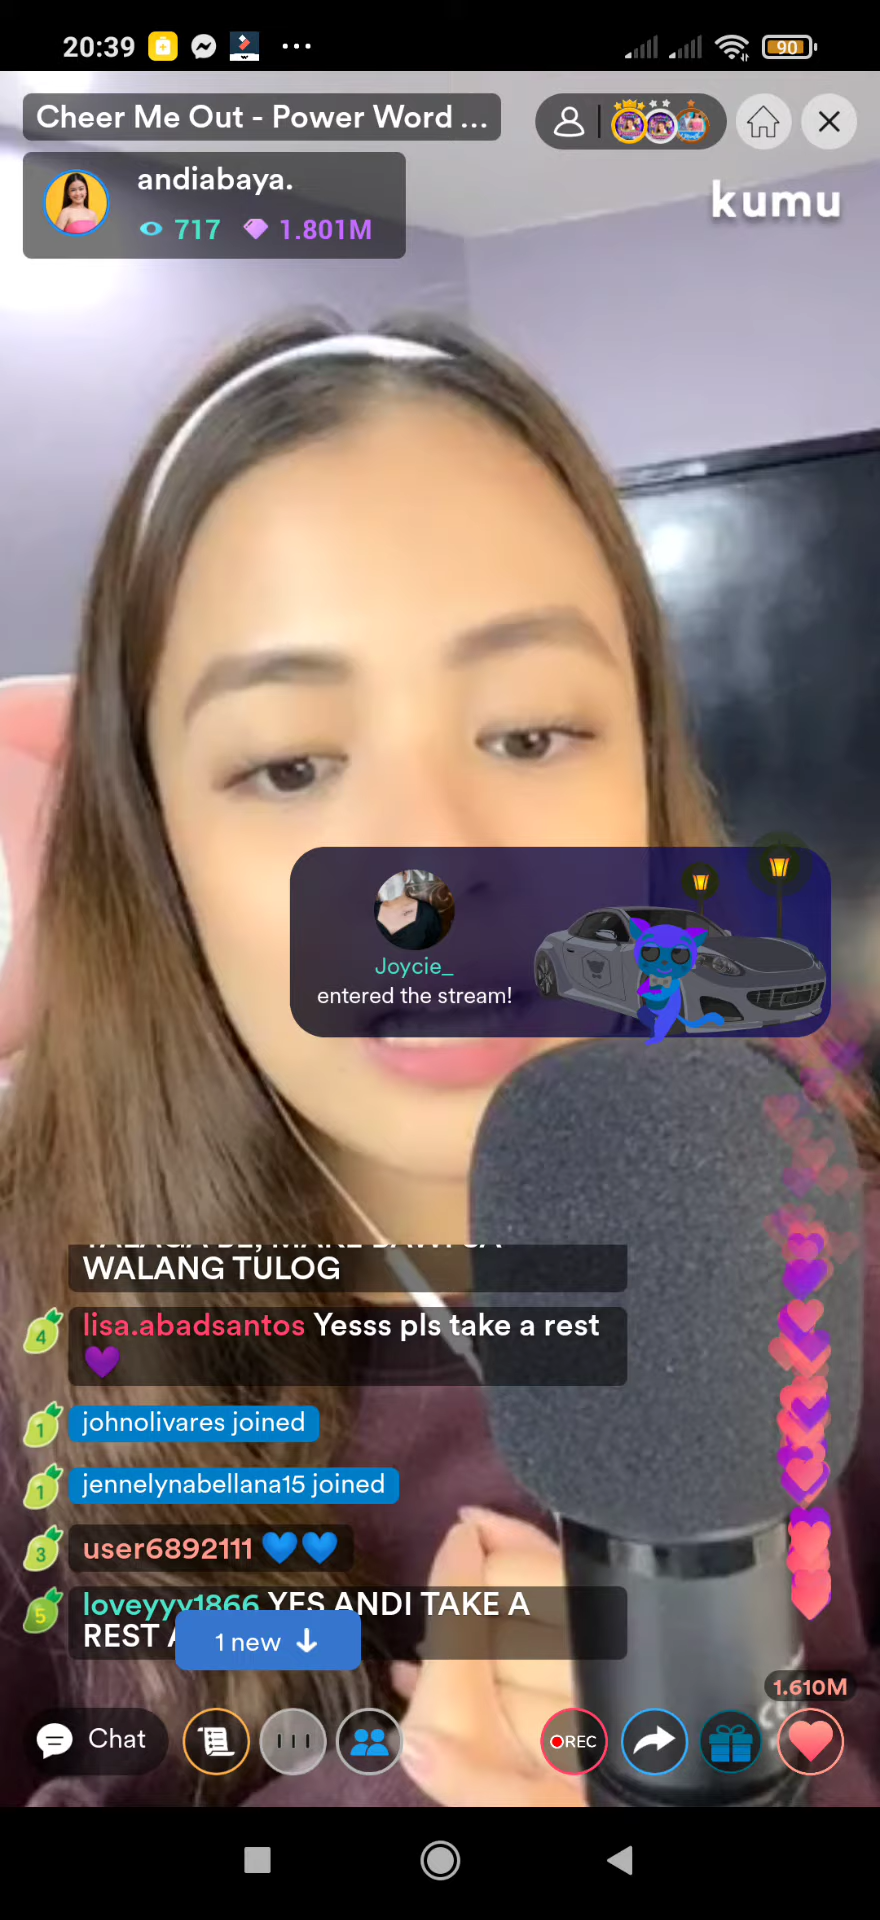 20:39
90
Cheer Me Out - Power Word ...
andiabaya.
717 1.801M
kumu
Joycie_
entered the stream!
WALANG TULOG
4 lisa.abadsantos Yesss pls take a rest
💜
1 johnolivares joined
1 jennelynabellana15 joined
3 user6892111 💙💙
5 loveyyy1866 YES ANDI TAKE A
REST
1 new ↓
1.610M
Chat
REC